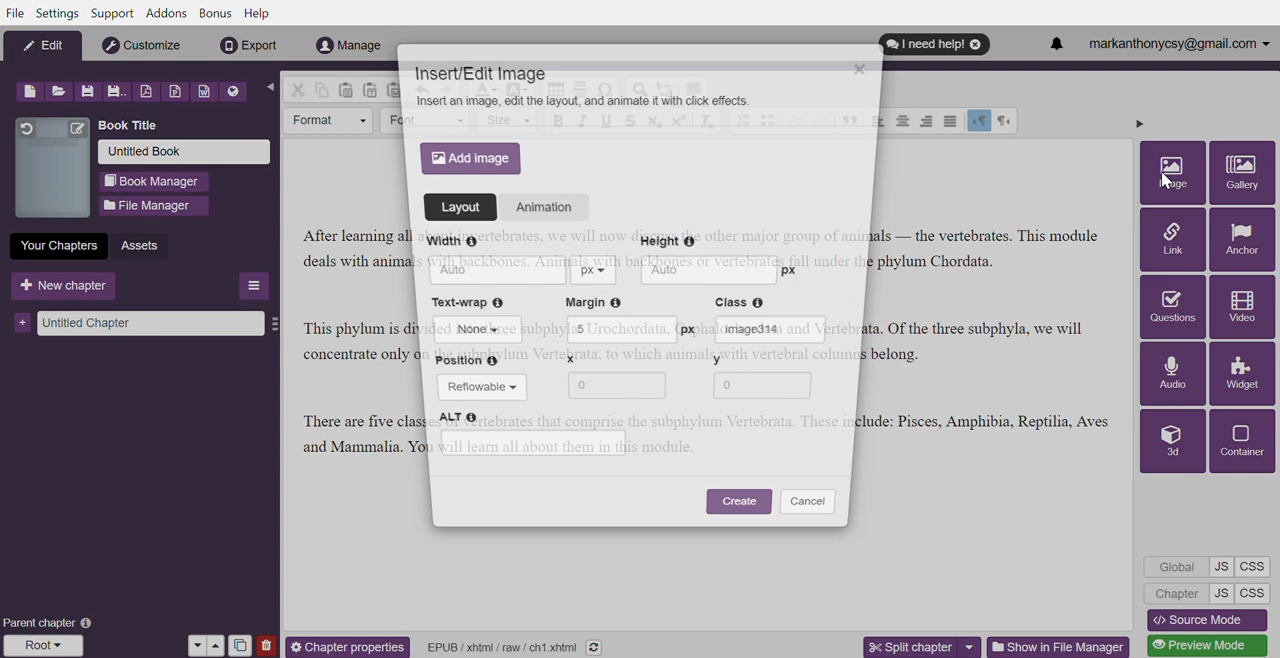 File Settings Support Addons Bonus Help
Edit Customize Export Manage I need help! markanthonycsy@gmail.com
Insert/Edit Image
Insert an image, edit the layout, and animate it with click effects.
Book Title
Untitled Book
Book Manager
File Manager
Your Chapters Assets
New chapter
Untitled Chapter
Parent chapter
Root
Format Font Size
Add image
Layout Animation
Width Height
Auto px Auto px
Text-wrap Margin Class
None 5 px image314
Position x y
Reflowable 0 0
ALT
Create Cancel
After learning all about invertebrates, we will now discuss the other major group of animals — the vertebrates. This module
deals with animals with backbones. Animals with backbones or vertebrates fall under the phylum Chordata.
This phylum is divided into three subphyla: Urochordata, Cephalochordata and Vertebrata. Of the three subphyla, we will
concentrate only on the subphylum Vertebrata, to which animals with vertebral columns belong.
There are five classes of vertebrates that comprise the subphylum Vertebrata. These include: Pisces, Amphibia, Reptilia, Aves
and Mammalia. You will learn all about them in this module.
Image Gallery
Link Anchor
Questions Video
Audio Widget
3d Container
Global JS CSS
Chapter JS CSS
</> Source Mode
Preview Mode
Chapter properties EPUB / xhtml / raw / ch1.xhtml Split chapter Show in File Manager